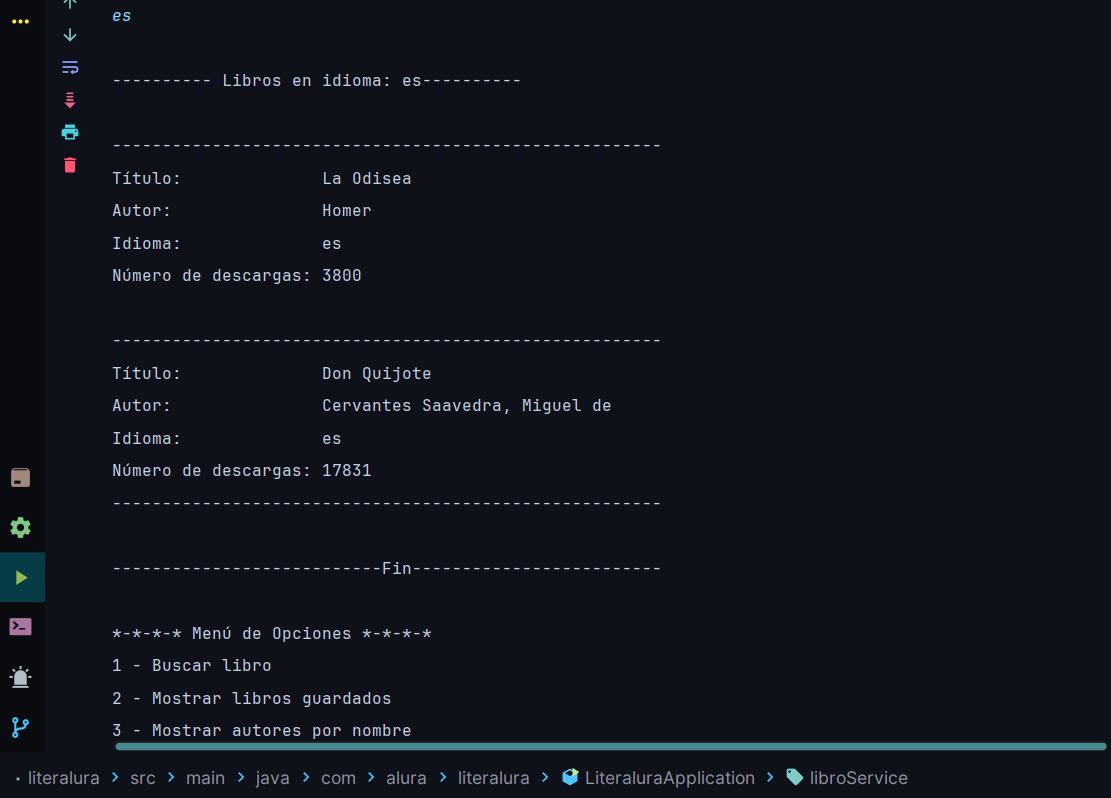 es
---------- Libros en idioma: es----------
-------------------------------------------------------
Título:              La Odisea
Autor:               Homer
Idioma:              es
Número de descargas: 3800
-------------------------------------------------------
Título:              Don Quijote
Autor:               Cervantes Saavedra, Miguel de
Idioma:              es
Número de descargas: 17831
-------------------------------------------------------
---------------------------Fin-------------------------
*-*-*-* Menú de Opciones *-*-*-*
1 - Buscar libro
2 - Mostrar libros guardados
3 - Mostrar autores por nombre
literalura > src > main > java > com > alura > literalura > LiteraluraApplication > libroService